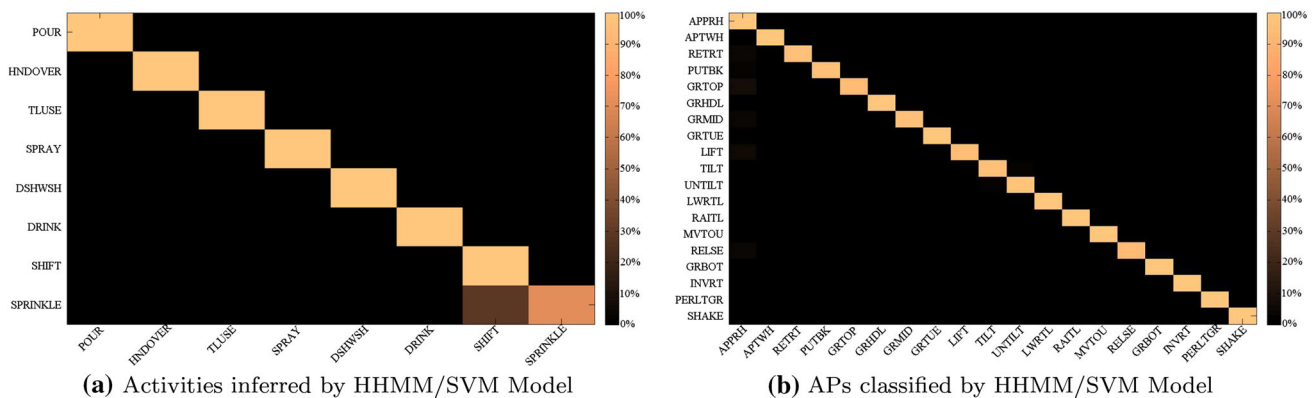 POUR
HNDOVER
TLUSE
SPRAY
DSHWSH
DRINK
SHIFT
SPRINKLE
POUR
HNDOVER
TLUSE
SPRAY
DSHWSH
DRINK
SHIFT
SPRINKLE
100%
90%
80%
70%
60%
50%
40%
30%
20%
10%
0%
(a) Activities inferred by HHMM/SVM Model
APPRH
APTWH
RETRT
PUTBK
GRTOP
GRHDL
GRMID
GRTUE
LIFT
TILT
UNTILT
LWRTL
RAITL
MVTOU
RELSE
GRBOT
INVRT
PERLTGR
SHAKE
APPRH
APTWH
RETRT
PUTBK
GRTOP
GRHDL
GRMID
GRTUE
LIFT
TILT
UNTILT
LWRTL
RAITL
MVTOU
RELSE
GRBOT
INVRT
PERLTGR
SHAKE
100%
90%
80%
70%
60%
50%
40%
30%
20%
10%
0%
(b) APs classified by HHMM/SVM Model